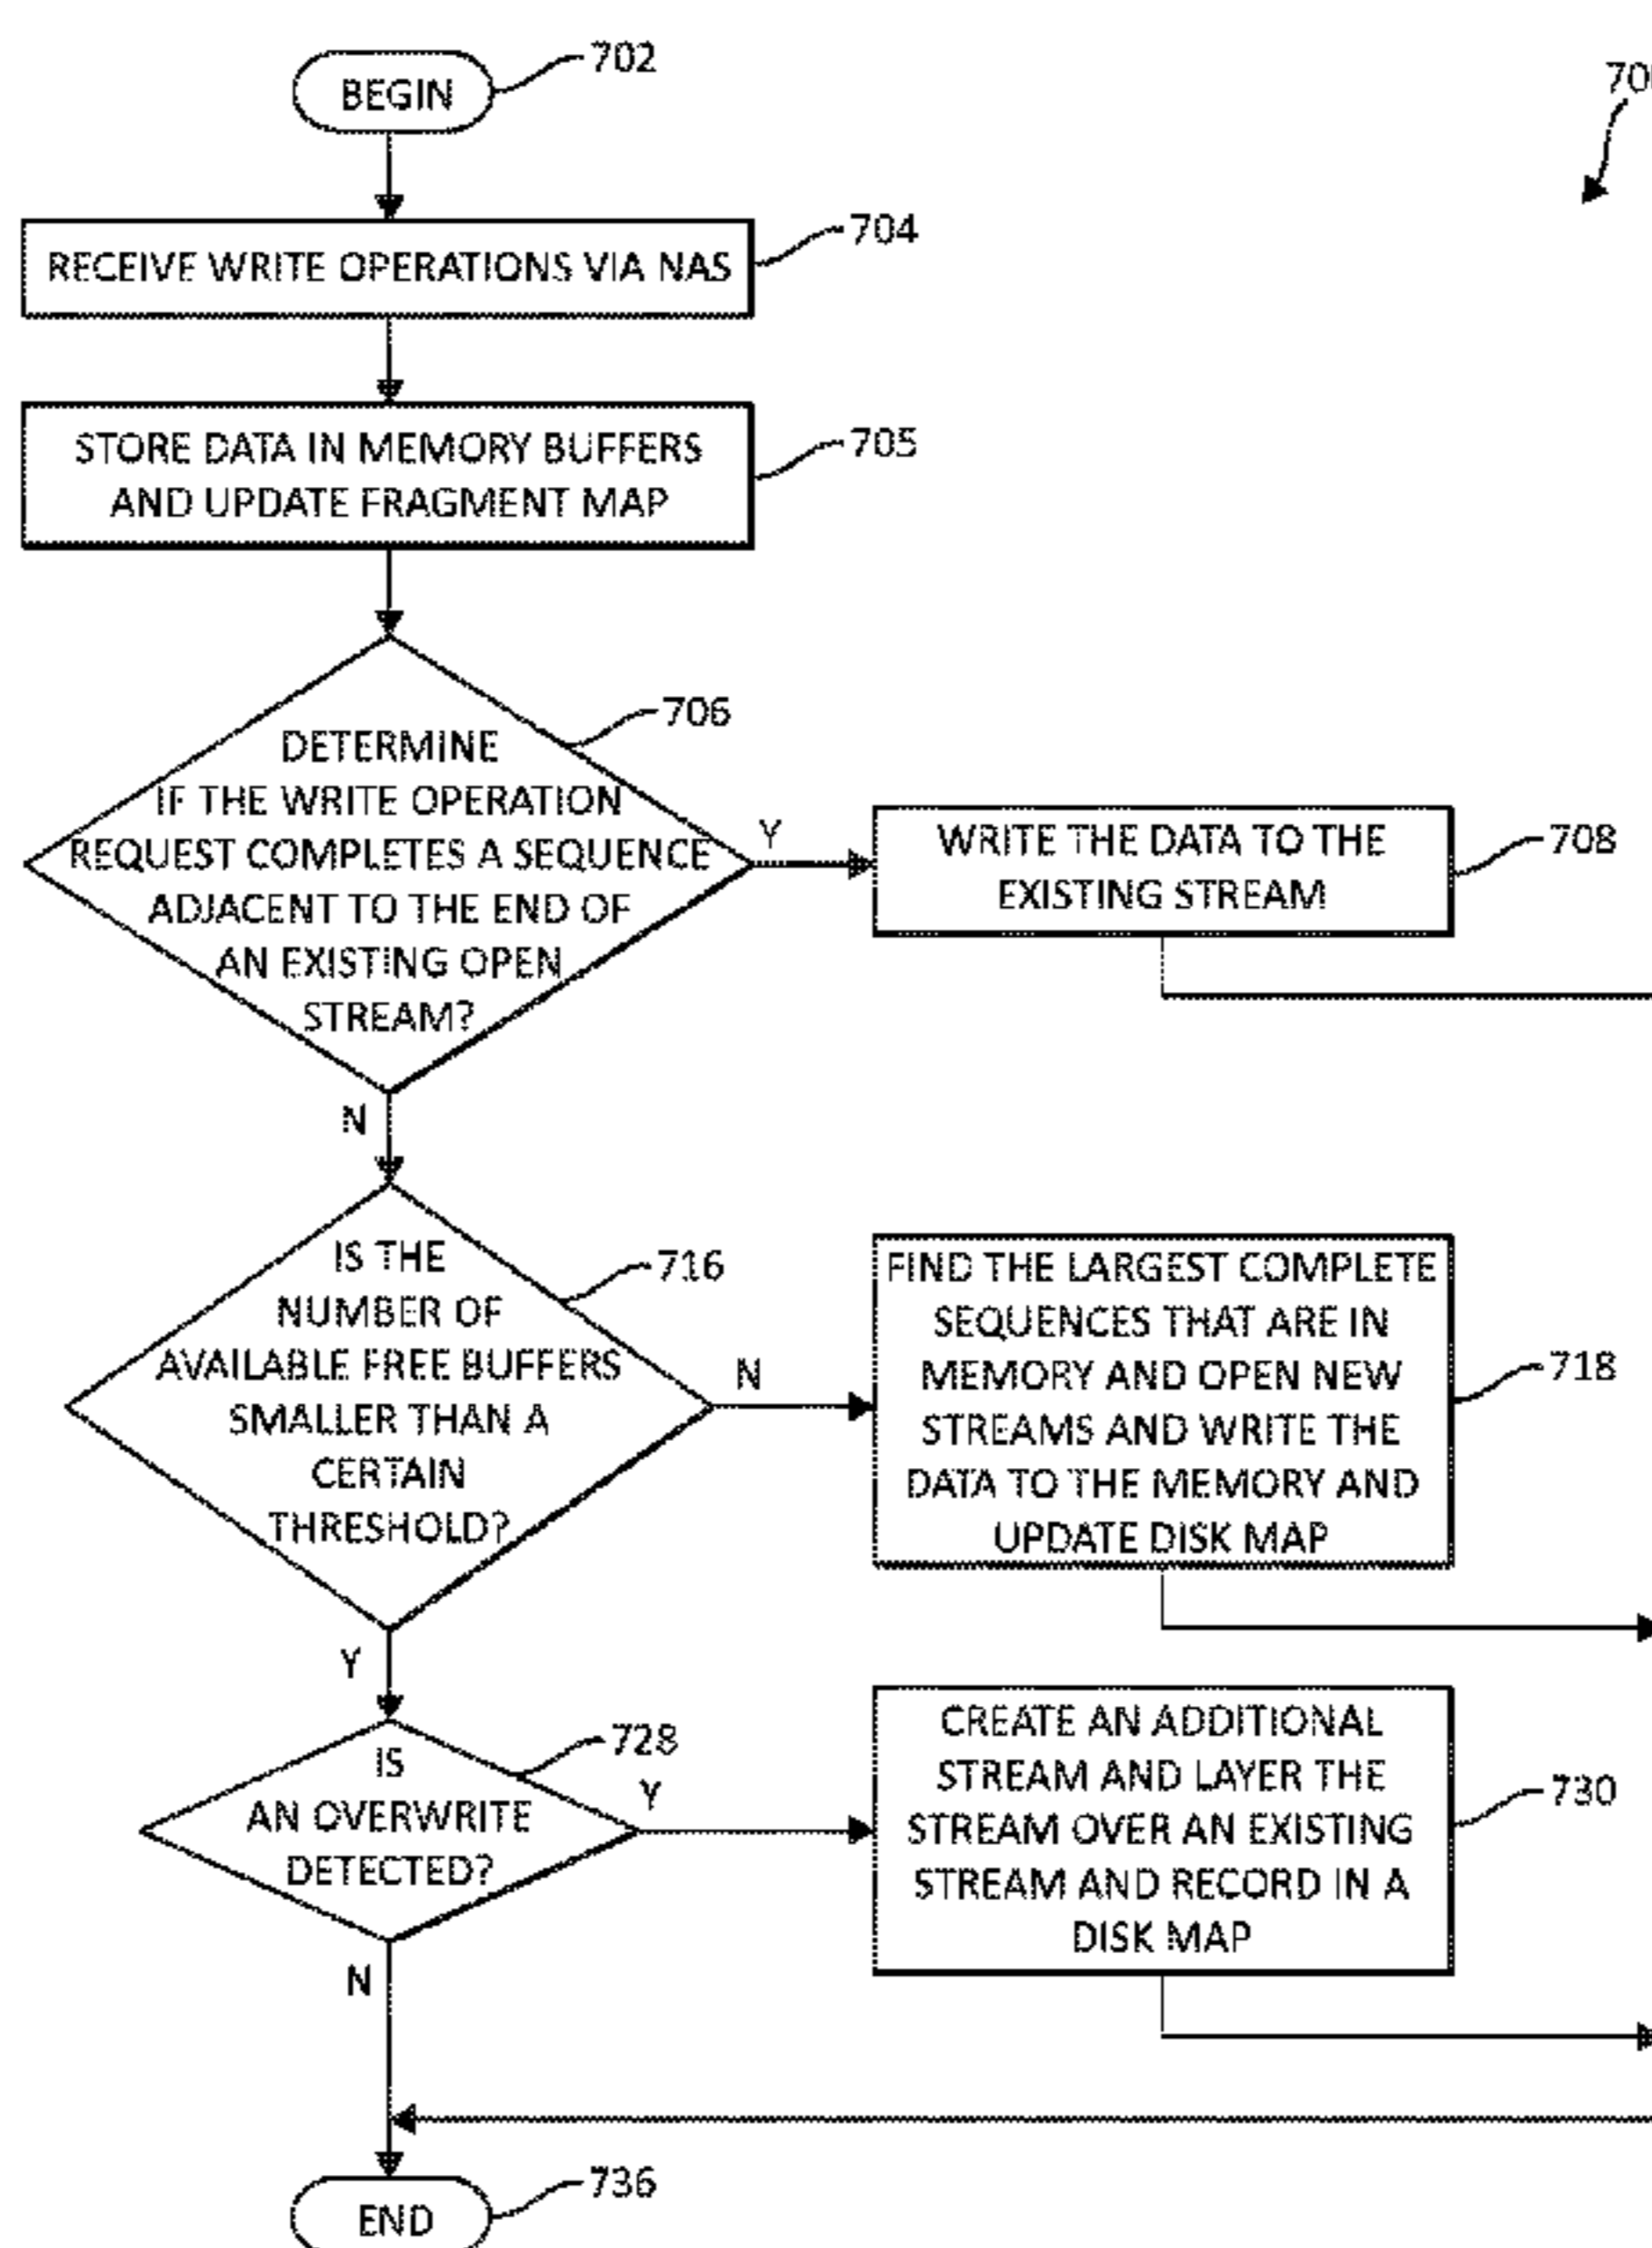 BEGIN
702
700
RECEIVE WRITE OPERATIONS VIA NAS
704
STORE DATA IN MEMORY BUFFERS
AND UPDATE FRAGMENT MAP
705
DETERMINE
IF THE WRITE OPERATION
REQUEST COMPLETES A SEQUENCE
ADJACENT TO THE END OF
AN EXISTING OPEN
STREAM?
706
Y
WRITE THE DATA TO THE
EXISTING STREAM
708
N
IS THE
NUMBER OF
AVAILABLE FREE BUFFERS
SMALLER THAN A
CERTAIN
THRESHOLD?
716
N
FIND THE LARGEST COMPLETE
SEQUENCES THAT ARE IN
MEMORY AND OPEN NEW
STREAMS AND WRITE THE
DATA TO THE MEMORY AND
UPDATE DISK MAP
718
Y
IS
AN OVERWRITE
DETECTED?
728
Y
CREATE AN ADDITIONAL
STREAM AND LAYER THE
STREAM OVER AN EXISTING
STREAM AND RECORD IN A
DISK MAP
730
N
END
736